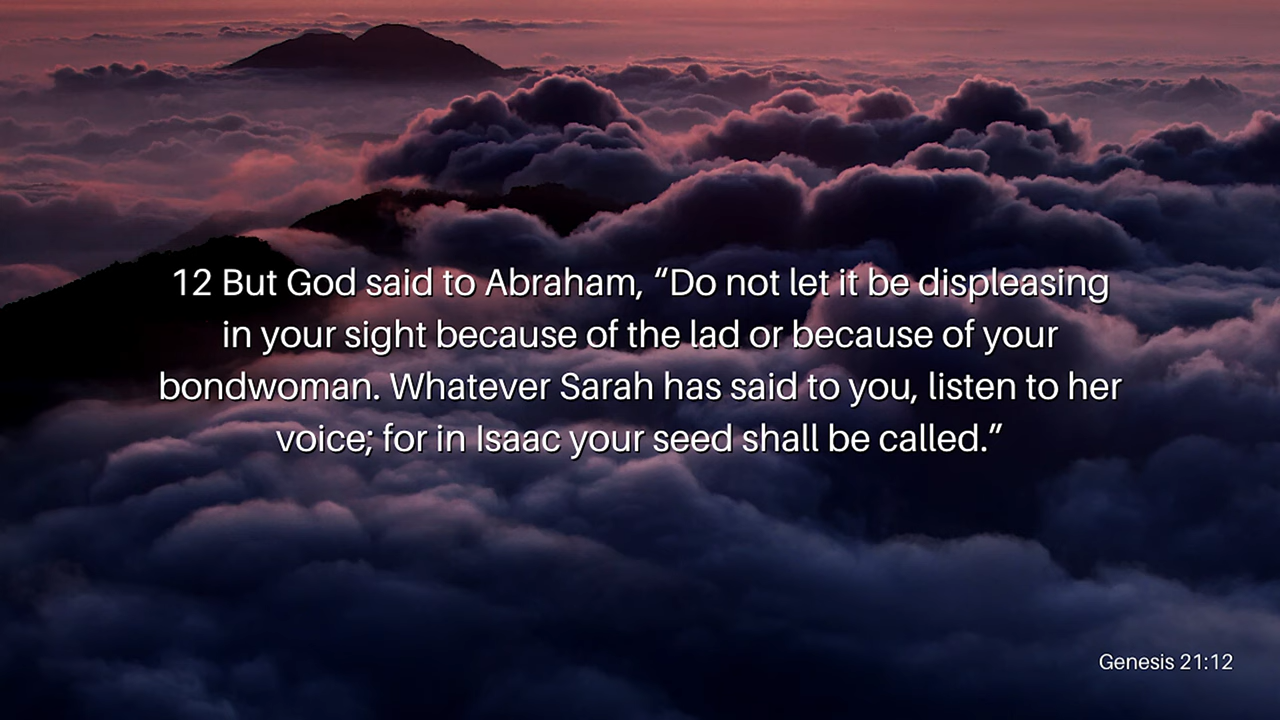 12 But God said to Abraham, “Do not let it be displeasing
in your sight because of the lad or because of your
bondwoman. Whatever Sarah has said to you, listen to her
voice; for in Isaac your seed shall be called.”
Genesis 21:12